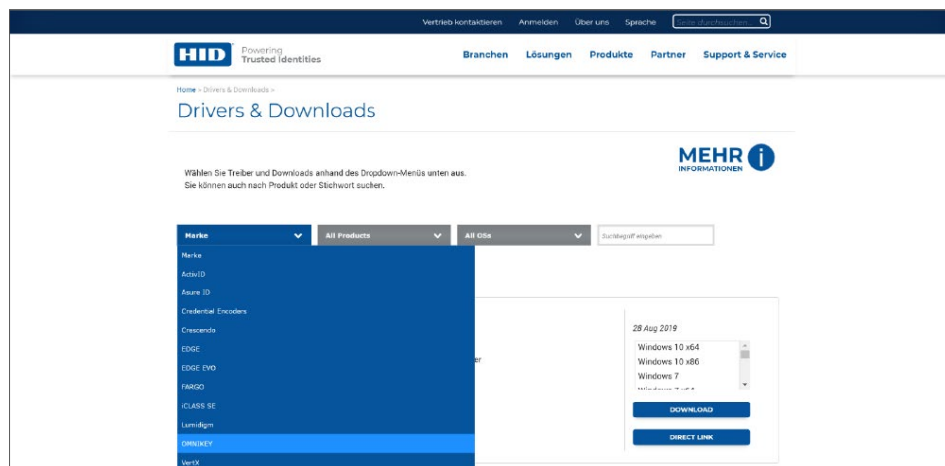 Vertrieb kontaktieren Anmelden Über uns Sprache Seite durchsuchen...
HID Powering
Trusted Identities
Branchen Lösungen Produkte Partner Support & Service
Home > Drivers & Downloads >
Drivers & Downloads
MEHR i
INFORMATIONEN
Wählen Sie Treiber und Downloads anhand des Dropdown-Menüs unten aus.
Sie können auch nach Produkt oder Stichwort suchen.
Marke All Products All OSs Suchbegriff eingeben
Marke
ActivID
Asure ID
Credential Encoders
Crescendo
EDGE
EDGE EVO
FARGO
iCLASS SE
Lumidigm
OMNIKEY
VertX
er
28 Aug 2019
Windows 10 x64
Windows 10 x86
Windows 7
DOWNLOAD
DIRECT LINK